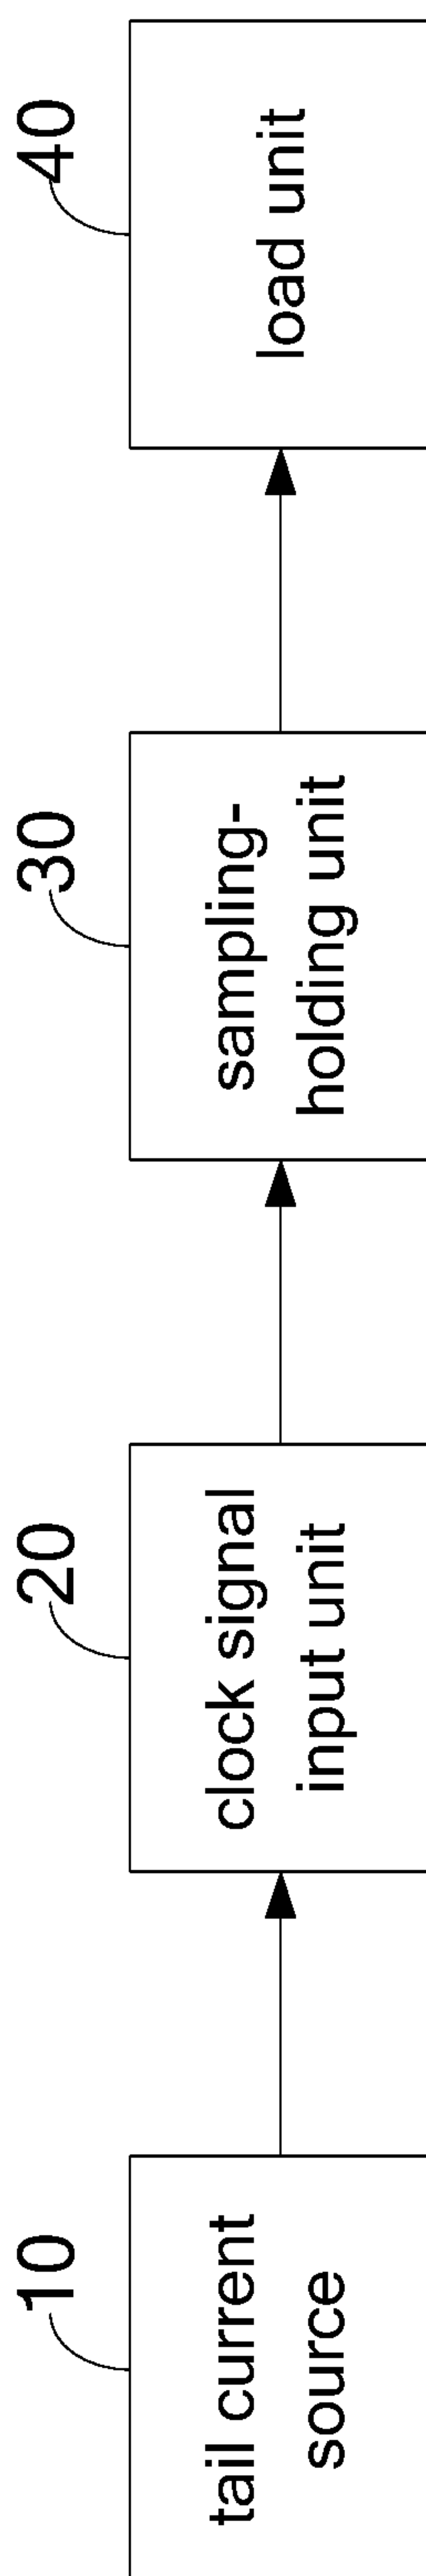 10
tail current
source
20
clock signal
input unit
30
sampling-
holding unit
40
load unit